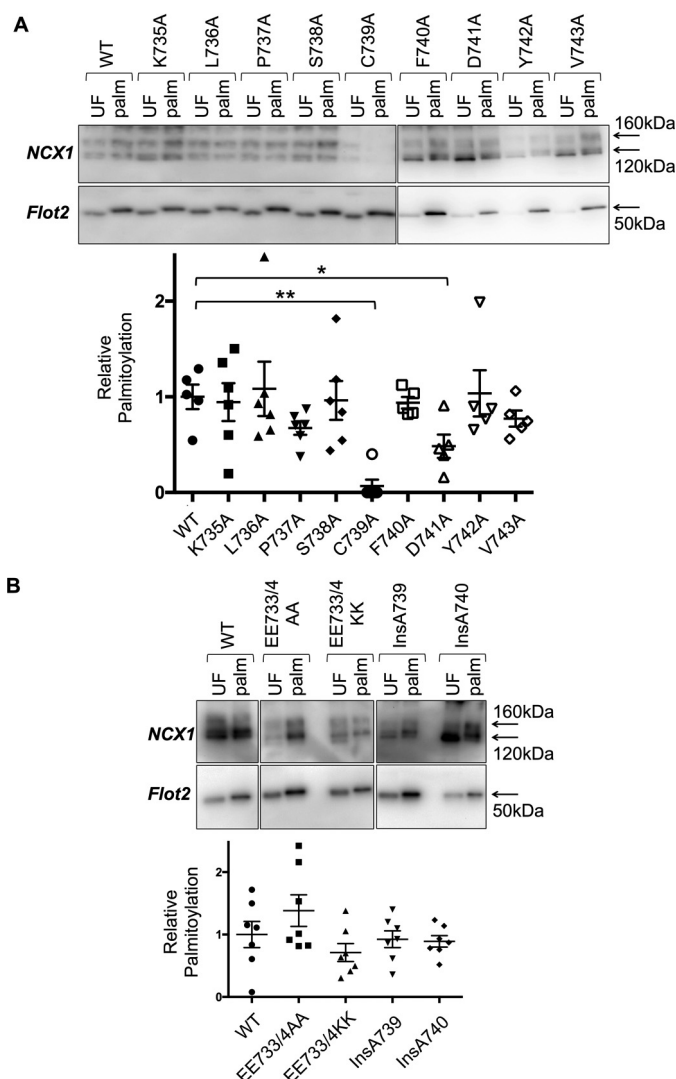 A
WT K735A L736A P737A S738A C739A F740A D741A Y742A V743A
UF palm UF palm UF palm UF palm UF palm UF palm UF palm UF palm UF palm UF palm
NCX1 160kDa
120kDa
Flot2
50kDa
*
**
Relative
Palmitoylation
2
1
0
WT K735A L736A P737A S738A C739A F740A D741A Y742A V743A
B
WT EE733/4 AA EE733/4 KK InsA739 InsA740
UF palm UF palm UF palm UF palm UF palm
NCX1 160kDa
120kDa
Flot2
50kDa
Relative
Palmitoylation
2
1
0
WT EE733/4AA EE733/4KK InsA739 InsA740